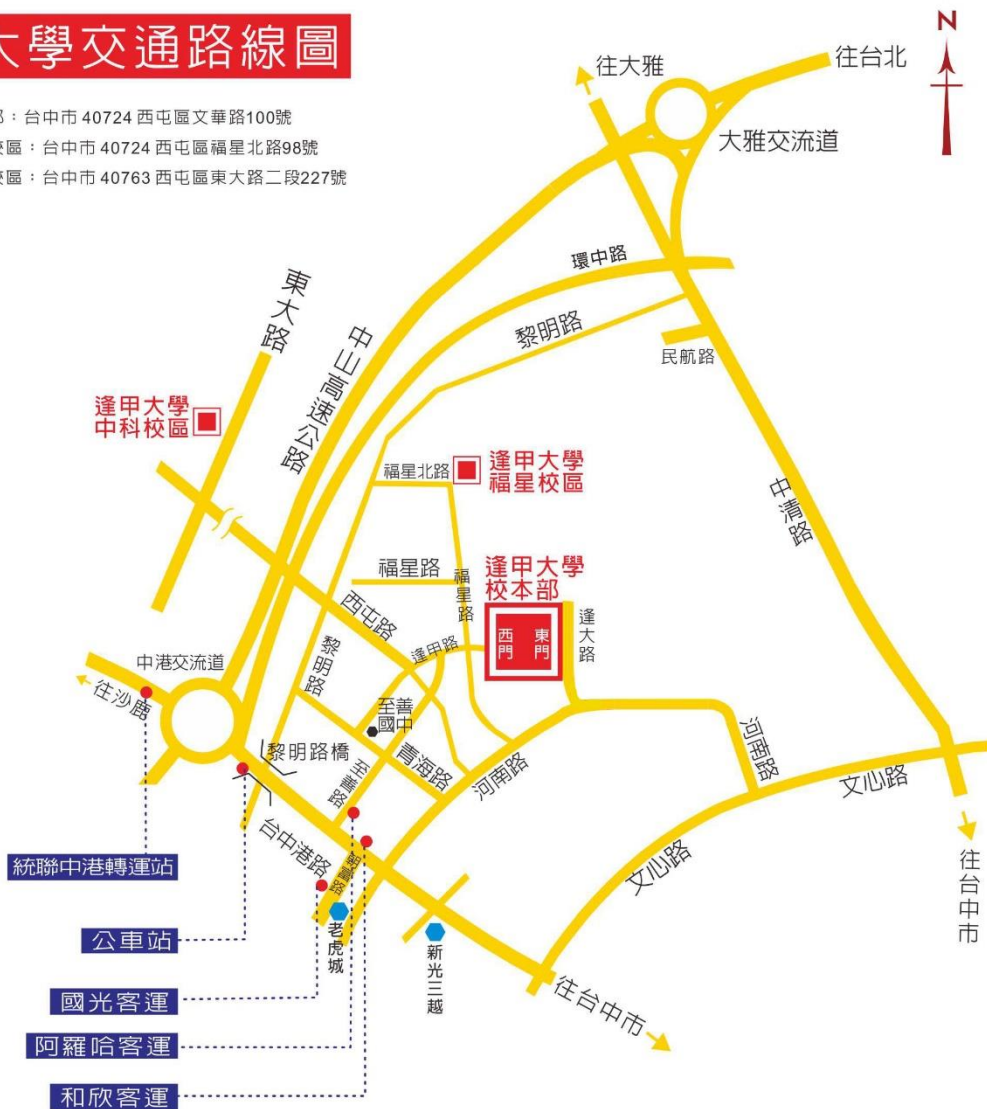 大學交通路線圖
部：台中市 40724 西屯區文華路100號
校區：台中市 40724 西屯區福星北路98號
校區：台中市 40763 西屯區東大路二段227號
N
往大雅
往台北
大雅交流道
環中路
黎明路
民航路
東大路
中山高速公路
逢甲大學
中科校區
福星北路
逢甲大學
福星校區
中清路
福星路
福星路
逢甲大學
校本部
西門
東門
逢大路
西屯路
逢甲路
黎明路
中港交流道
往沙鹿
至善
國中
黎明路橋
青海路
至善路
河南路
河南路
文心路
文心路
台中港路
朝富路
老虎城
新光三越
往台中市
往台中市
統聯中港轉運站
公車站
國光客運
阿羅哈客運
和欣客運